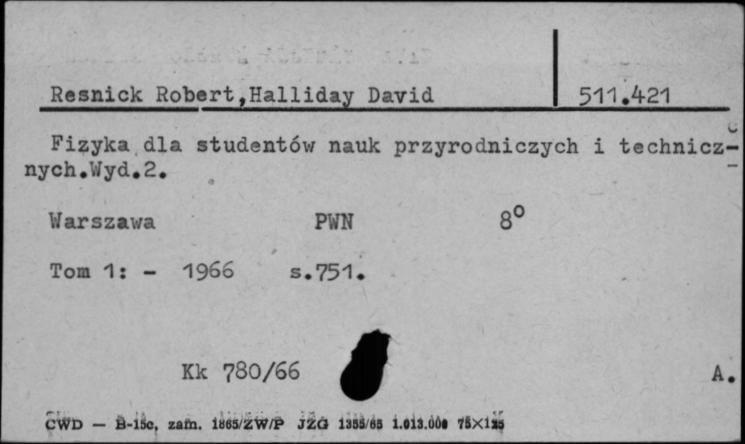 Resnick Robert,Halliday David
511.421
Fizyka dla studentów nauk przyrodniczych i technicz-
nych.Wyd.2.
Warszawa PWN 8°
Tom 1: - 1966 s.751.
Kk 780/66
A.
CWD — B-15c, zam. 1865/ZW/P JZG 1355/65 1.013.000 75×125